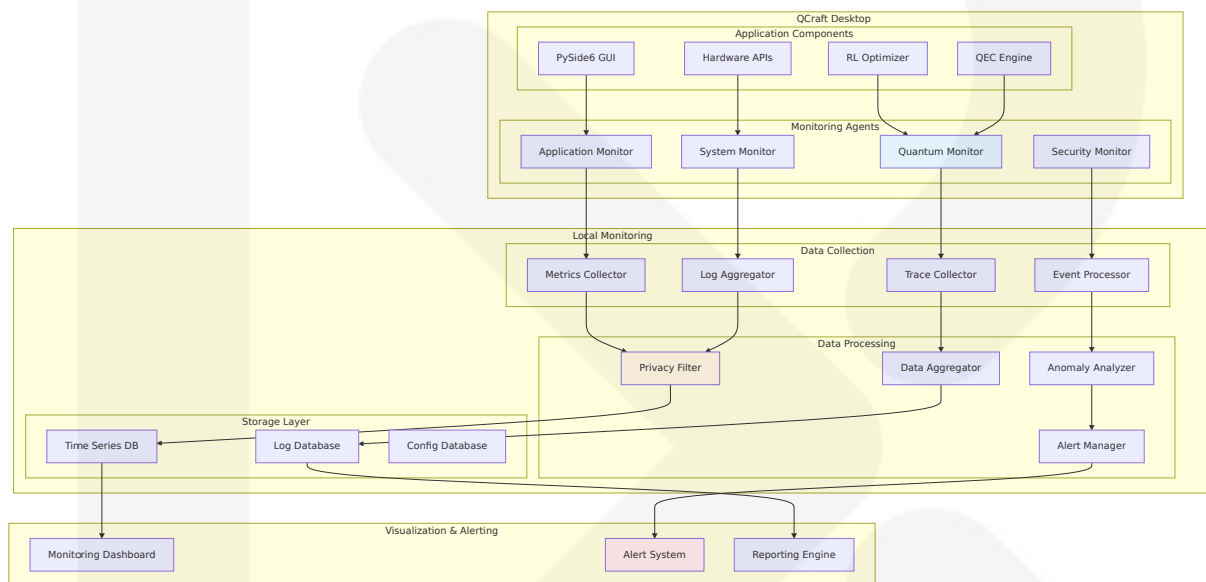 QCraft Desktop
Application Components
PySide6 GUI
Hardware APIs
RL Optimizer
QEC Engine
Monitoring Agents
Application Monitor
System Monitor
Quantum Monitor
Security Monitor
Local Monitoring
Data Collection
Metrics Collector
Log Aggregator
Trace Collector
Event Processor
Data Processing
Privacy Filter
Data Aggregator
Anomaly Analyzer
Storage Layer
Time Series DB
Log Database
Config Database
Alert Manager
Visualization & Alerting
Monitoring Dashboard
Alert System
Reporting Engine